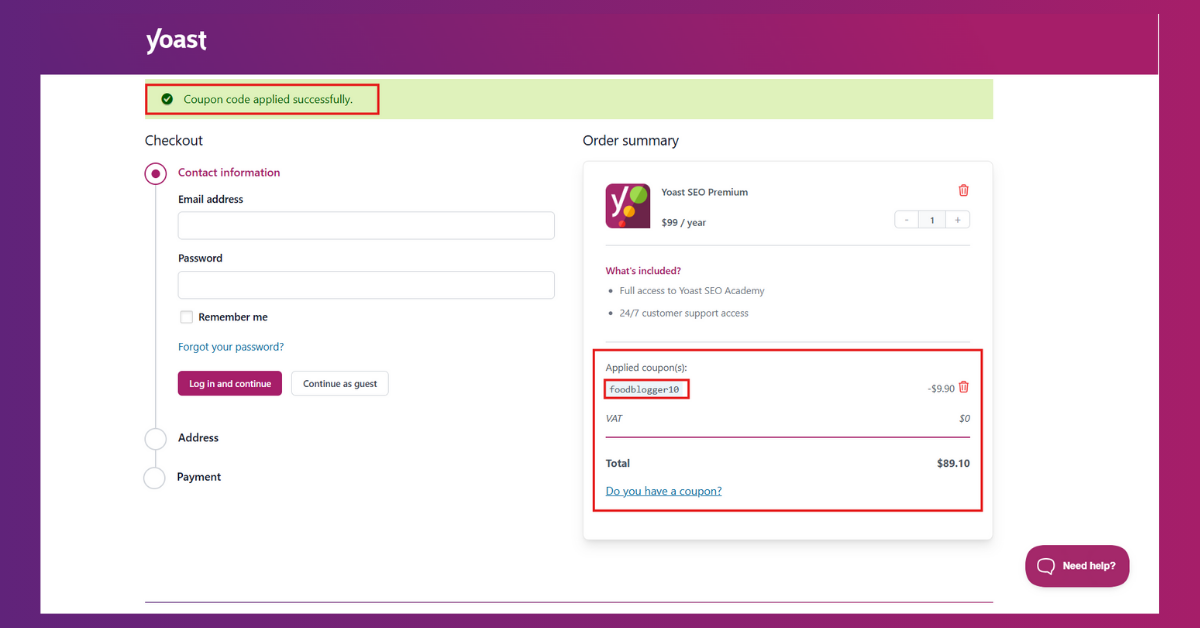 yoast
Coupon code applied successfully.
Checkout
Contact information
Email address
Password
Remember me
Forgot your password?
Log in and continue
Continue as guest
Address
Payment
Order summary
y
Yoast SEO Premium
$99 / year
- 1 +
What's included?
Full access to Yoast SEO Academy
24/7 customer support access
Applied coupon(s):
foodblogger10 -$9.90
VAT $0
Total $89.10
Do you have a coupon?
Need help?